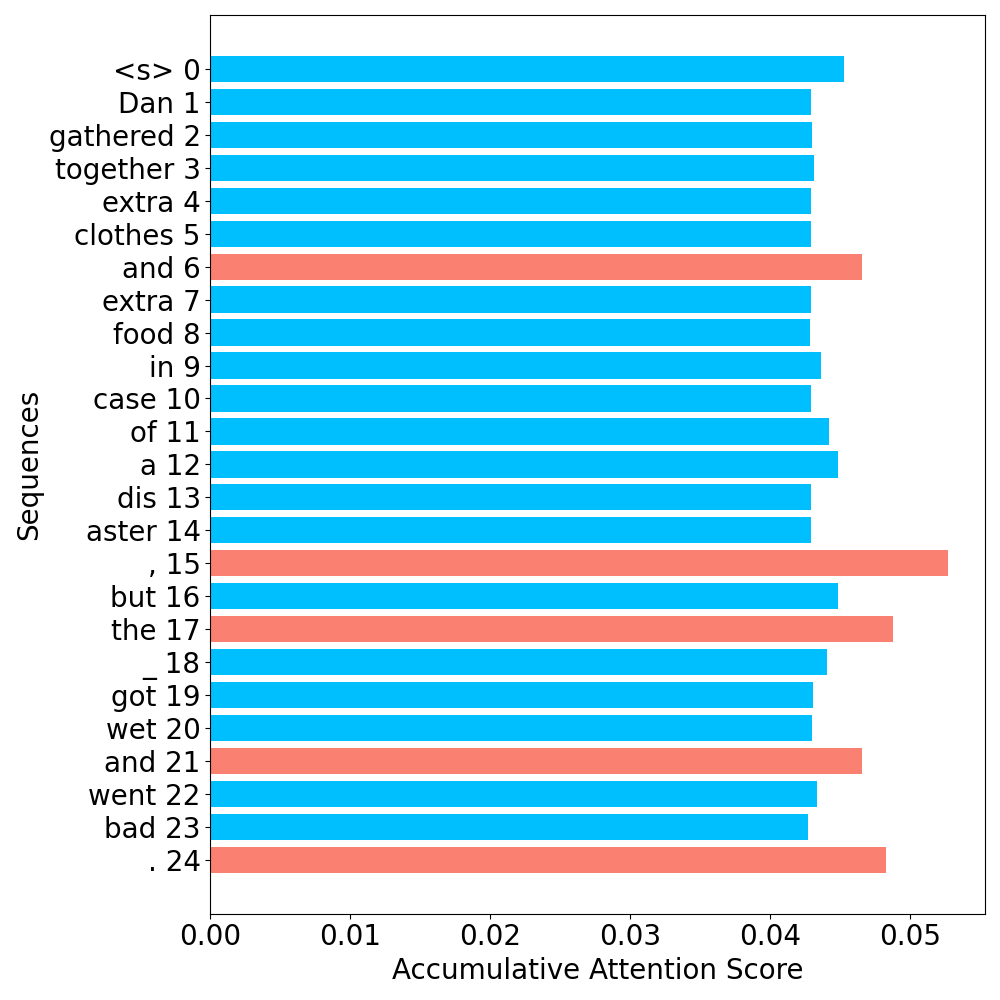 <s> 0
Dan 1
gathered 2
together 3
extra 4
clothes 5
and 6
extra 7
food 8
in 9
case 10
of 11
a 12
dis 13
aster 14
, 15
but 16
the 17
_ 18
got 19
wet 20
and 21
went 22
bad 23
. 24
Sequences
0.00 0.01 0.02 0.03 0.04 0.05
Accumulative Attention Score